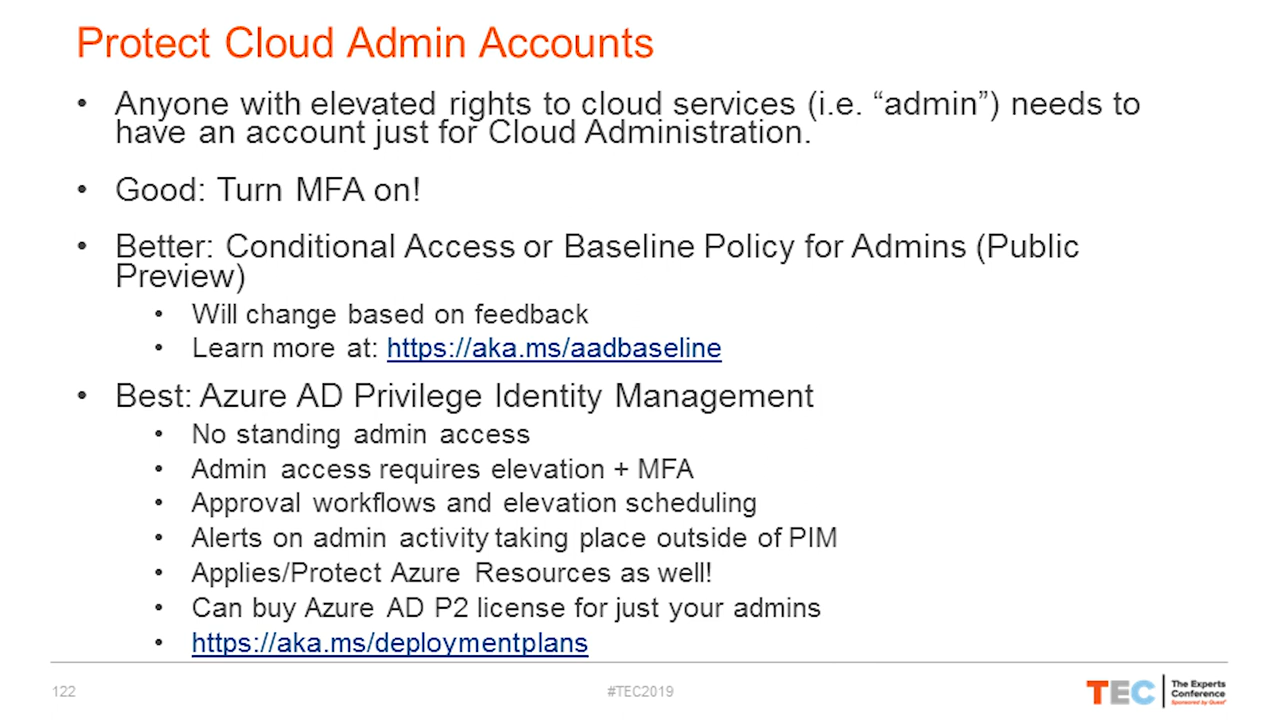 Protect Cloud Admin Accounts
• Anyone with elevated rights to cloud services (i.e. “admin”) needs to
have an account just for Cloud Administration.
• Good: Turn MFA on!
• Better: Conditional Access or Baseline Policy for Admins (Public
Preview)
• Will change based on feedback
• Learn more at: https://aka.ms/aadbaseline
• Best: Azure AD Privilege Identity Management
• No standing admin access
• Admin access requires elevation + MFA
• Approval workflows and elevation scheduling
• Alerts on admin activity taking place outside of PIM
• Applies/Protect Azure Resources as well!
• Can buy Azure AD P2 license for just your admins
• https://aka.ms/deploymentplans
122
#TEC2019
TEC
The Experts
Conference
Sponsored by Quest